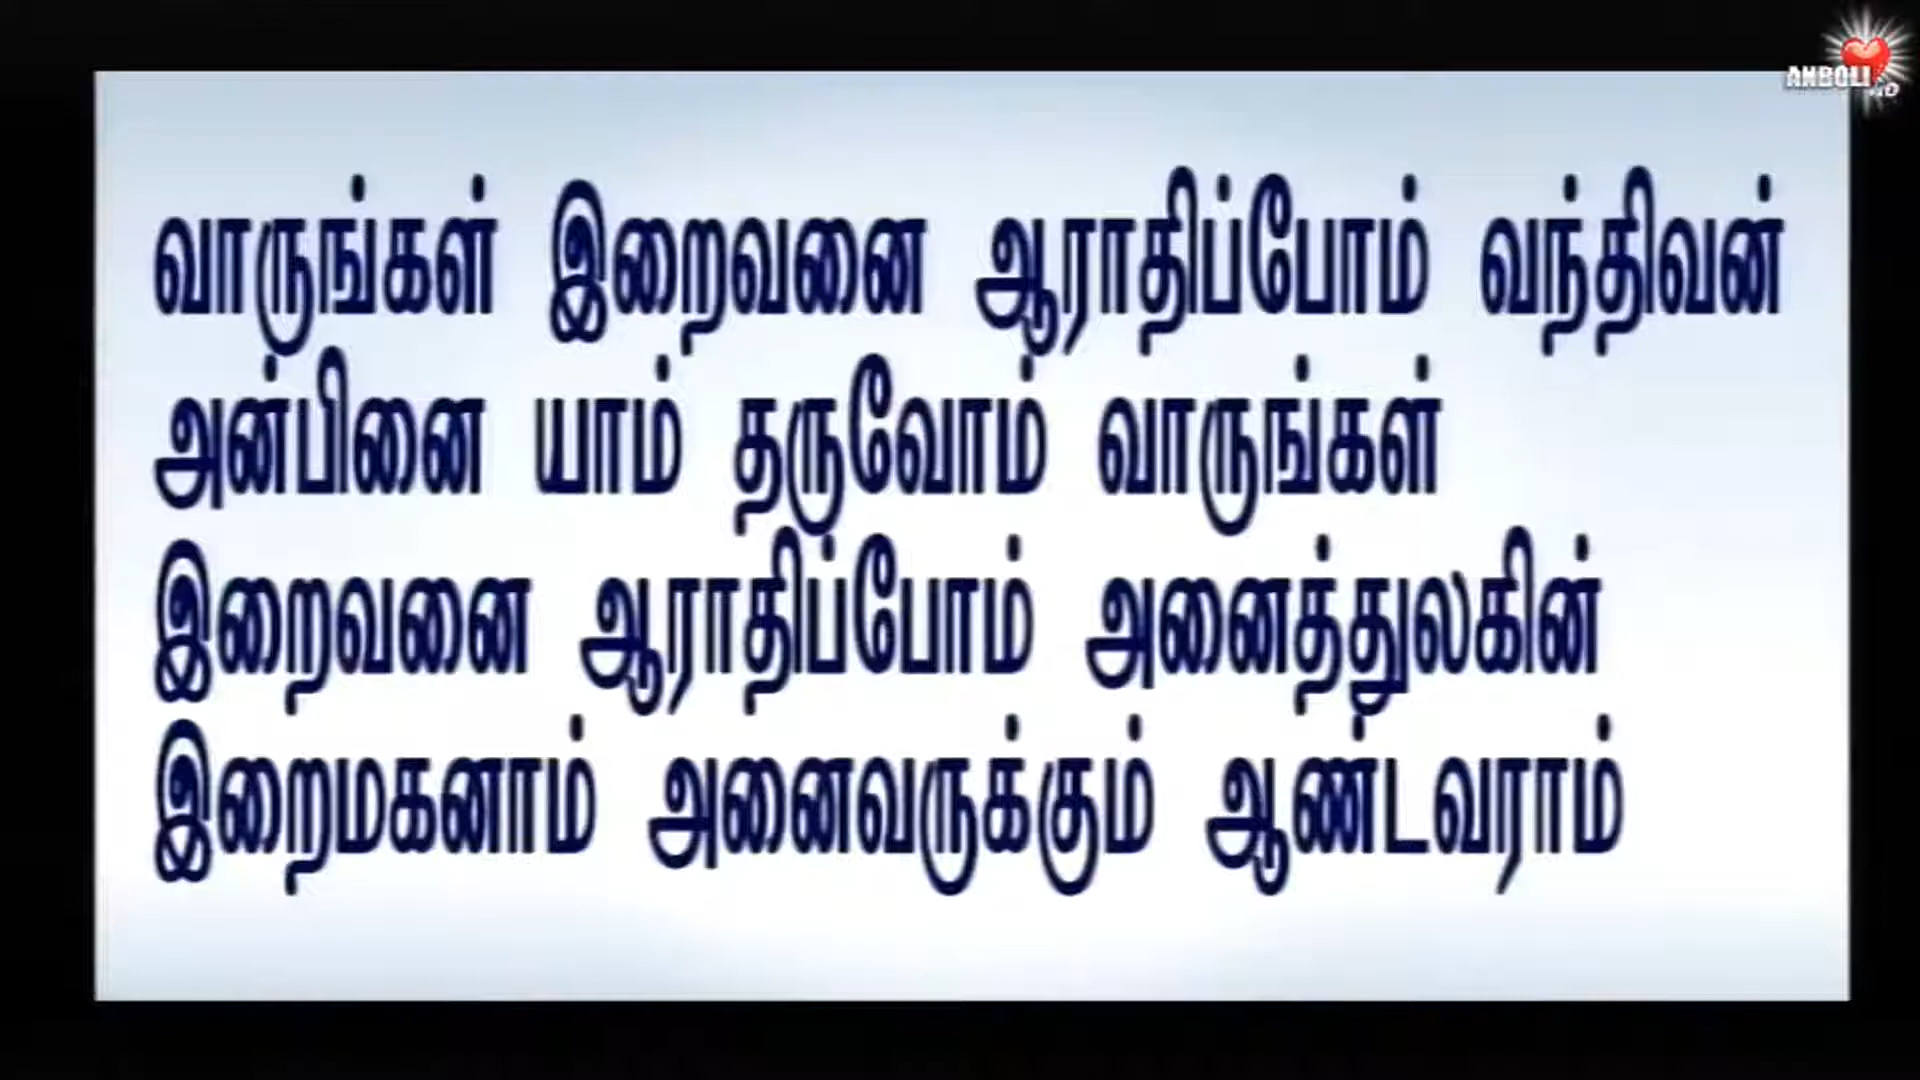 ANBOLI HD
வாருங்கள் இறைவனை ஆராதிப்போம் வந்திவன்
அன்பினை யாம் தருவோம் வாருங்கள்
இறைவனை ஆராதிப்போம் அனைத்துலகின்
இறைமகனாம் அனைவருக்கும் ஆண்டவராம்